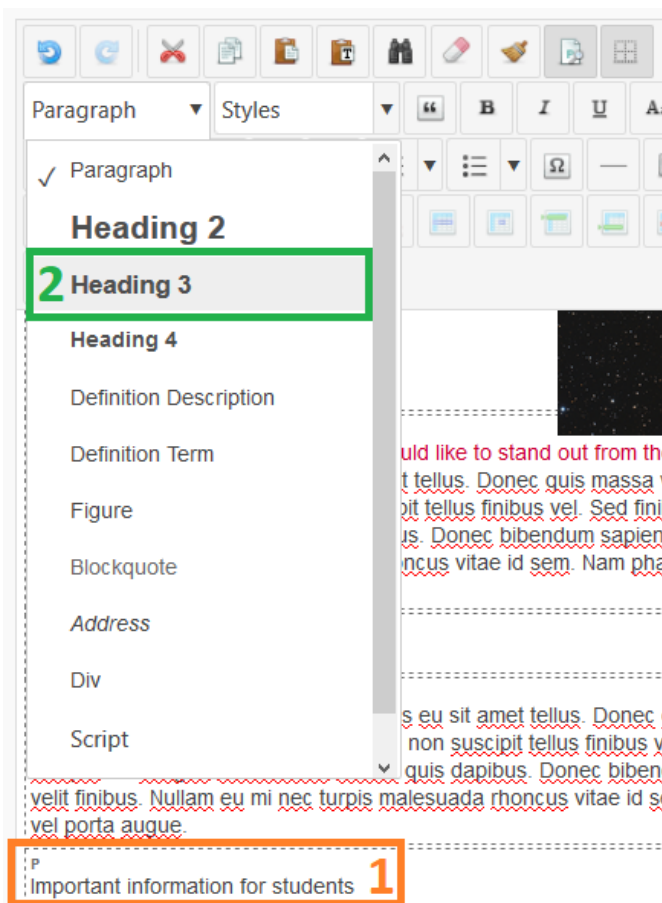 Paragraph Styles B I U
Paragraph
Heading 2
2 Heading 3
Heading 4
Definition Description
Definition Term
Figure
Blockquote
Address
Div
Script
uld like to stand out from th
t tellus. Donec quis massa
it tellus finibus vel. Sed fini
us. Donec bibendum sapien
oncus vitae id sem. Nam pha
s eu sit amet tellus. Donec
non suscipit tellus finibus v
quis dapibus. Donec biben
velit finibus. Nullam eu mi nec turpis malesuada rhoncus vitae id s
vel porta augue.
P
Important information for students 1